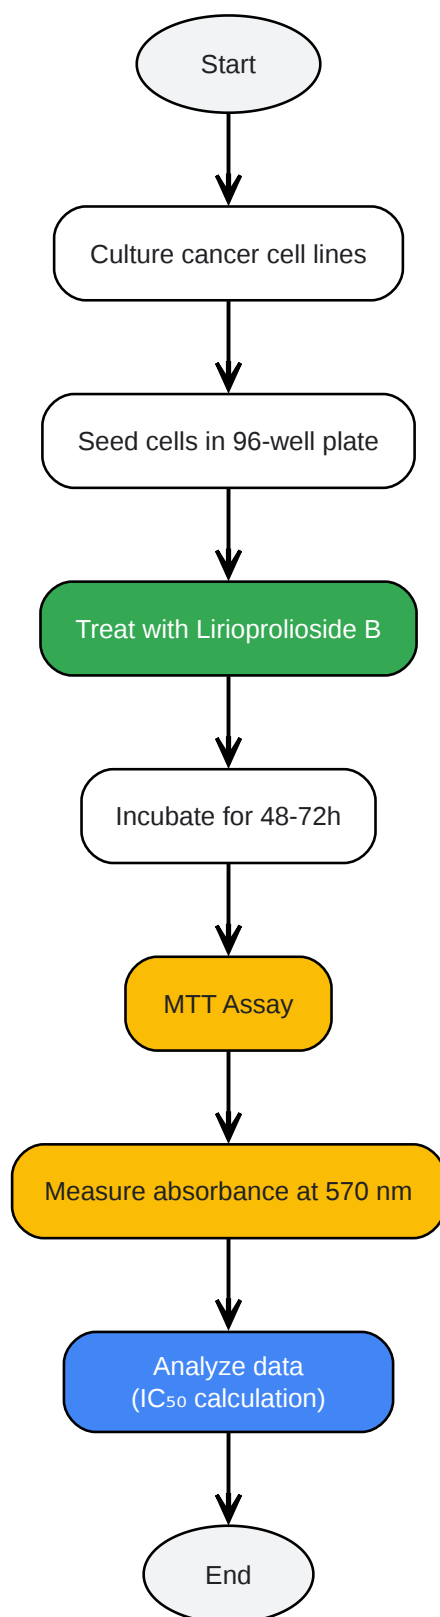 Start
Culture cancer cell lines
Seed cells in 96-well plate
Treat with Lirioprolioside B
Incubate for 48-72h
MTT Assay
Measure absorbance at 570 nm
Analyze data
(IC₅₀ calculation)
End